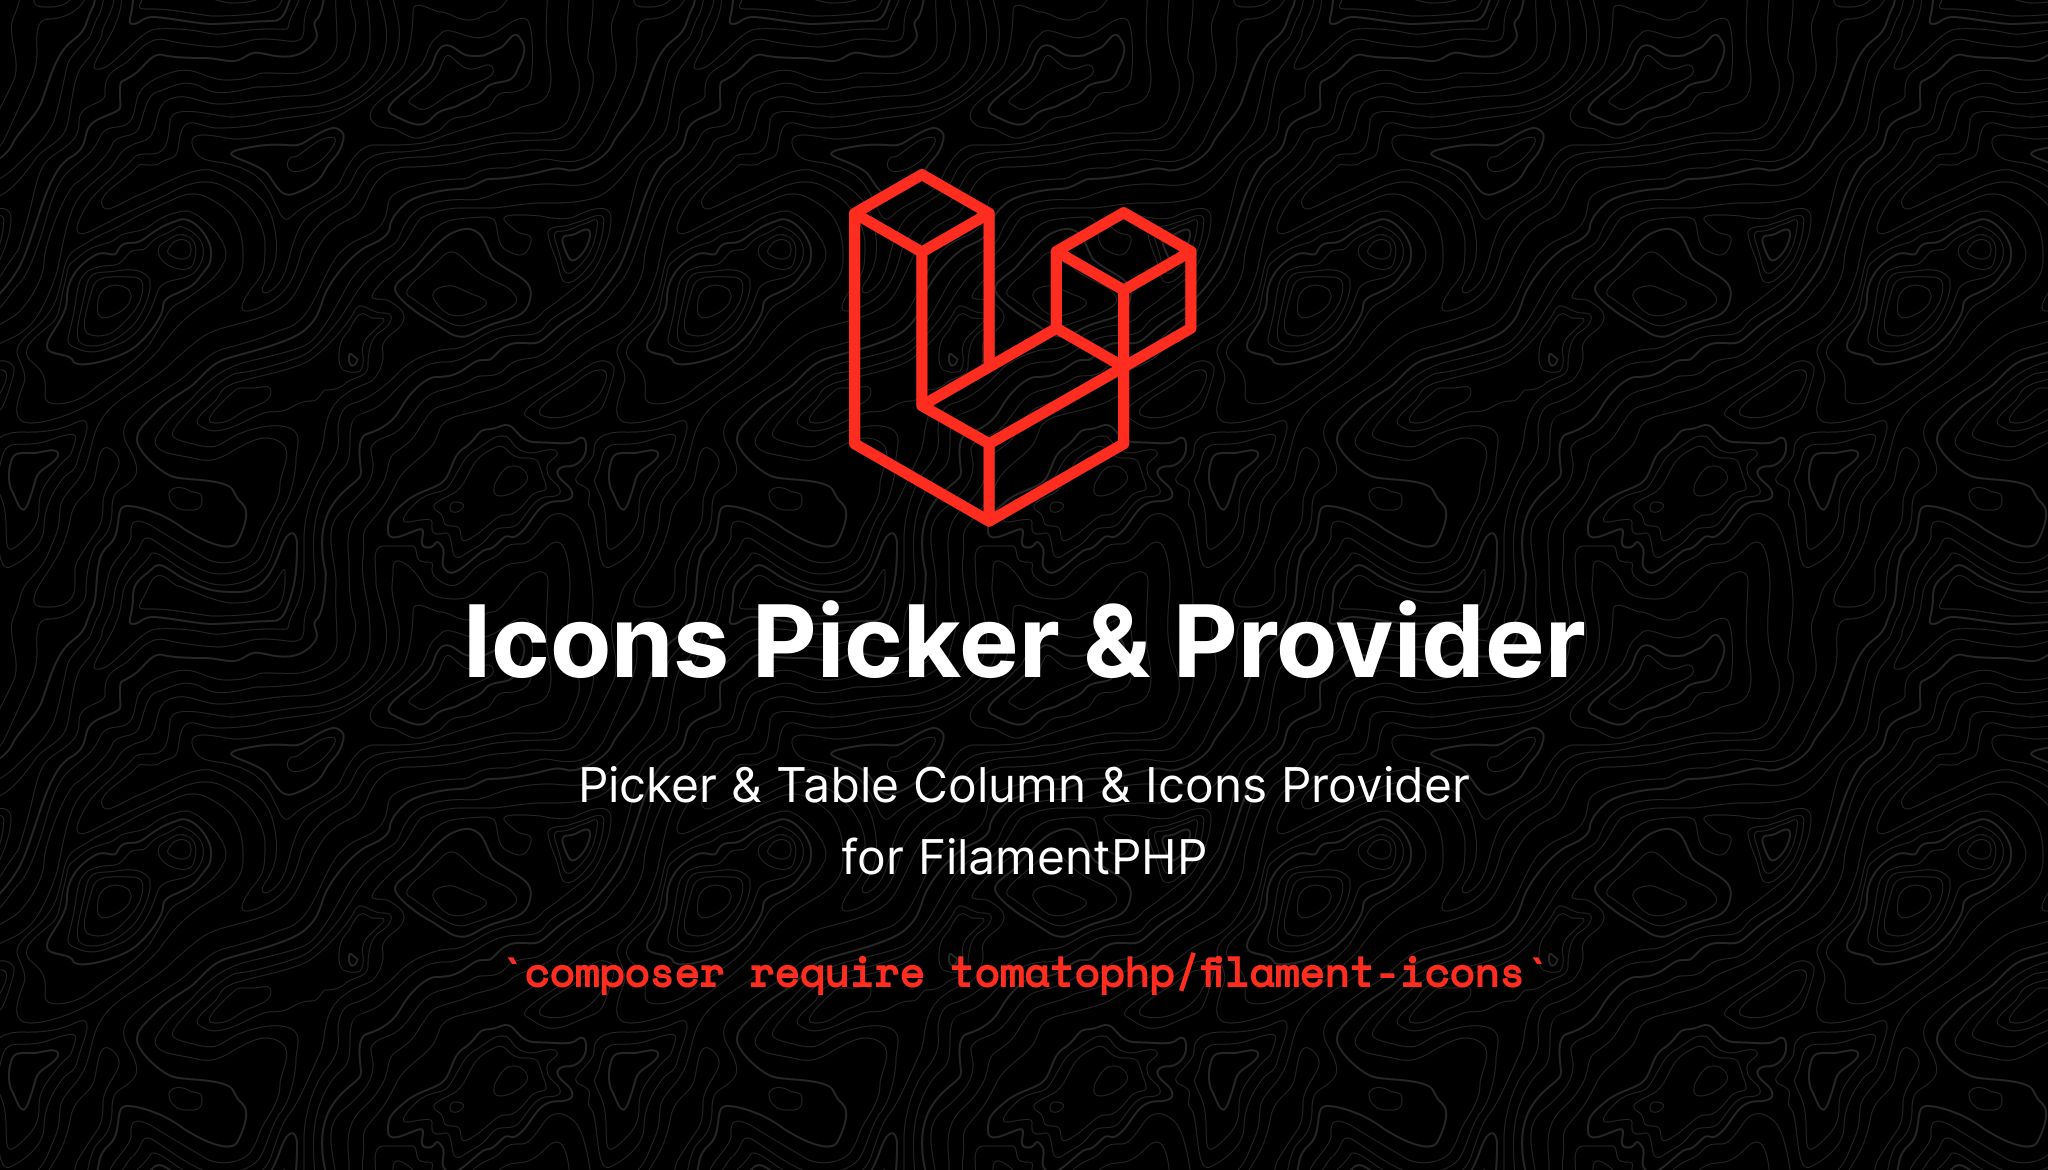 Icons Picker & Provider
Picker & Table Column & Icons Provider
for FilamentPHP
`composer require tomatophp/filament-icons`